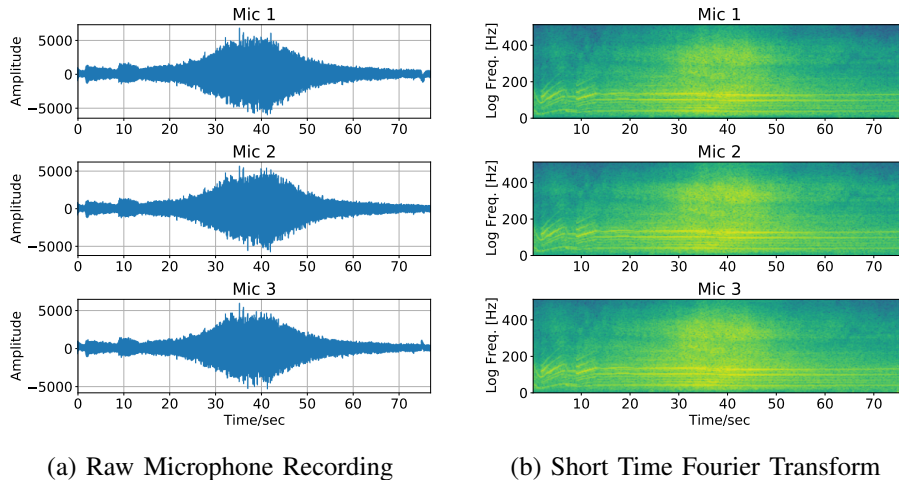 Mic 1
Amplitude
5000
0
−5000
0 10 20 30 40 50 60 70
Mic 2
Amplitude
5000
0
−5000
0 10 20 30 40 50 60 70
Mic 3
Amplitude
5000
0
−5000
0 10 20 30 40 50 60 70
Time/sec
(a) Raw Microphone Recording
Mic 1
Log Freq. [Hz]
400
200
0
10 20 30 40 50 60 70
Mic 2
Log Freq. [Hz]
400
200
0
10 20 30 40 50 60 70
Mic 3
Log Freq. [Hz]
400
200
0
10 20 30 40 50 60 70
Time/sec
(b) Short Time Fourier Transform